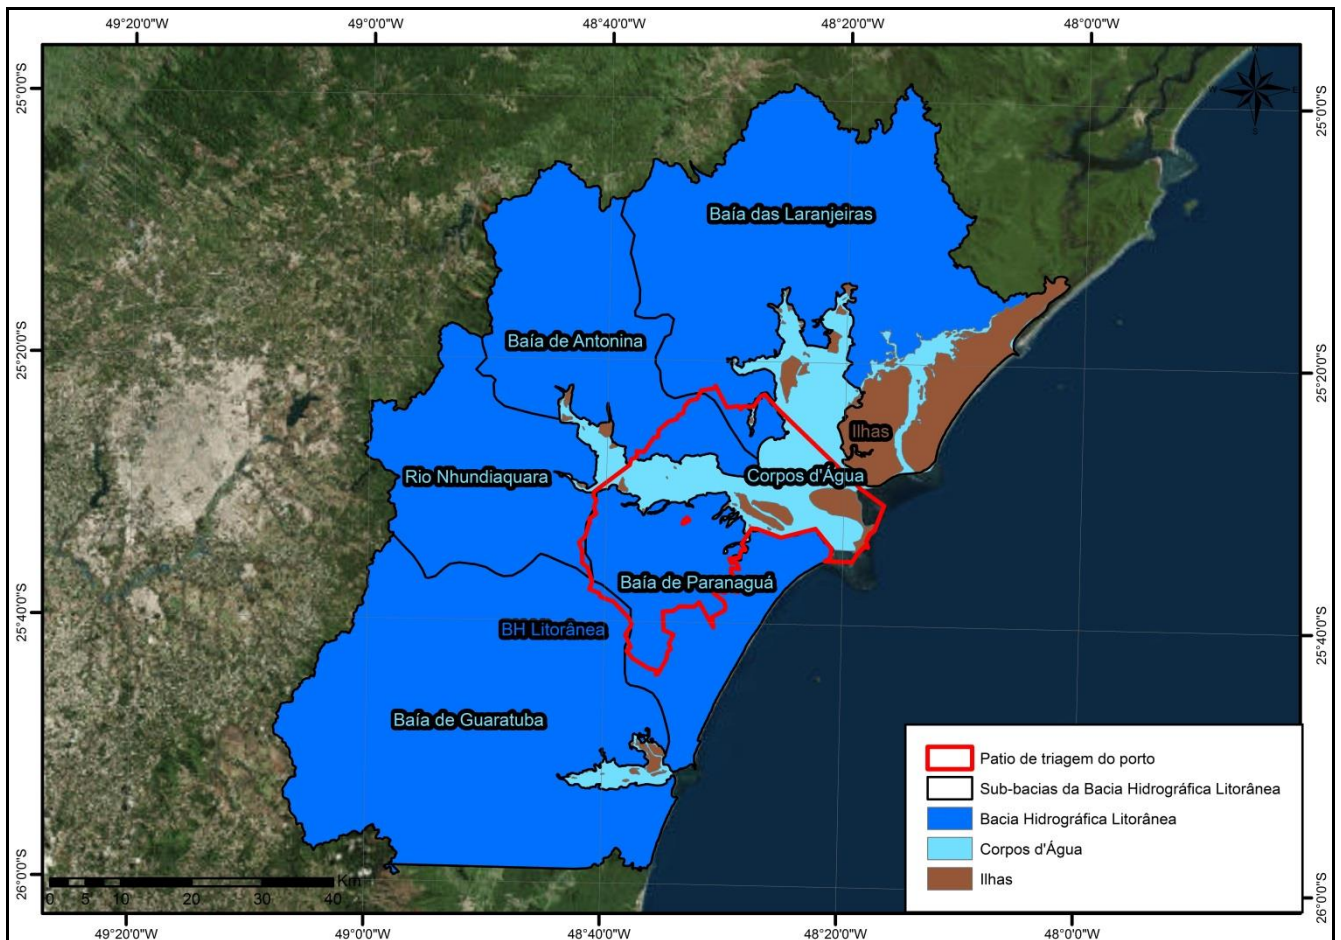 49°20'0"W 49°0'0"W 48°40'0"W 48°20'0"W 48°0'0"W
25°0'0"S
25°0'0"S
N
W E
S
Baía das Laranjeiras
Baía de Antonina
25°20'0"S
25°20'0"S
Ilhas
Rio Nhundiaquara
Corpos d'Água
Baía de Paranaguá
25°40'0"S
BH Litorânea
25°40'0"S
Baía de Guaratuba
Patio de triagem do porto
Sub-bacias da Bacia Hidrográfica Litorânea
Bacia Hidrográfica Litorânea
Corpos d'Água
Ilhas
26°0'0"S
26°0'0"S
Km
0 5 10 20 30 40
49°20'0"W 49°0'0"W 48°40'0"W 48°20'0"W 48°0'0"W